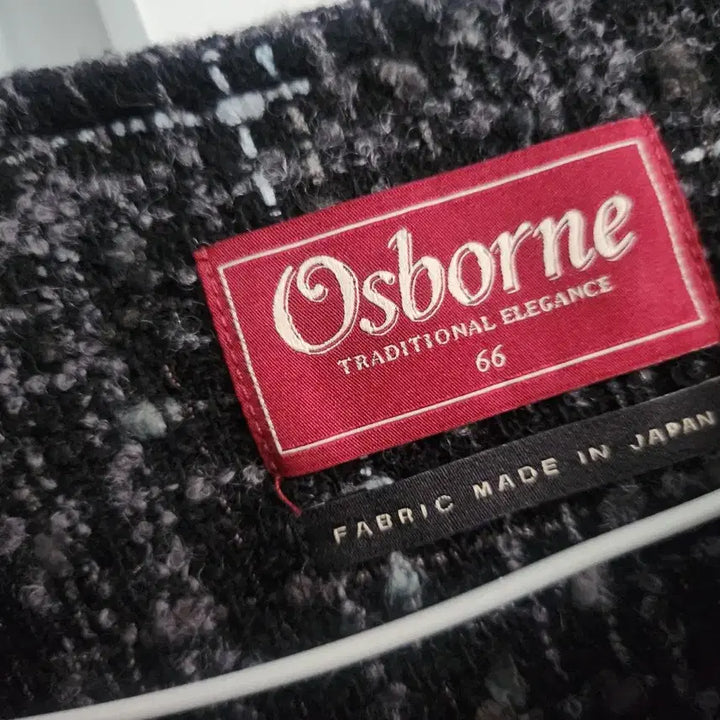 Osborne
TRADITIONAL ELEGANCE
66
FABRIC MADE IN JAPAN